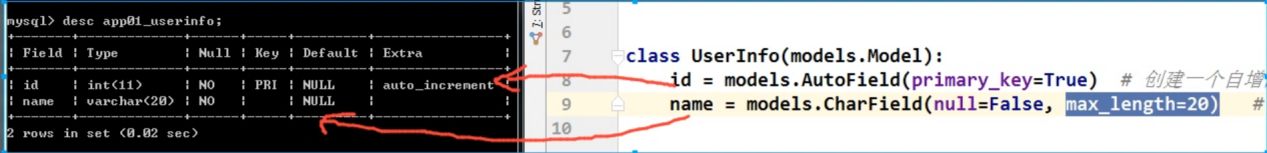 mysql> desc app01_userinfo;
| Field | Type | Null | Key | Default | Extra |
| id | int(11) | NO | PRI | NULL | auto_increment
| name | varchar(20) | NO | | NULL | |
2 rows in set (0.02 sec)
5
6
7 class UserInfo(models.Model):
8 id = models.AutoField(primary_key=True) # 创建一个自增
9 name = models.CharField(null=False, max_length=20) #
10